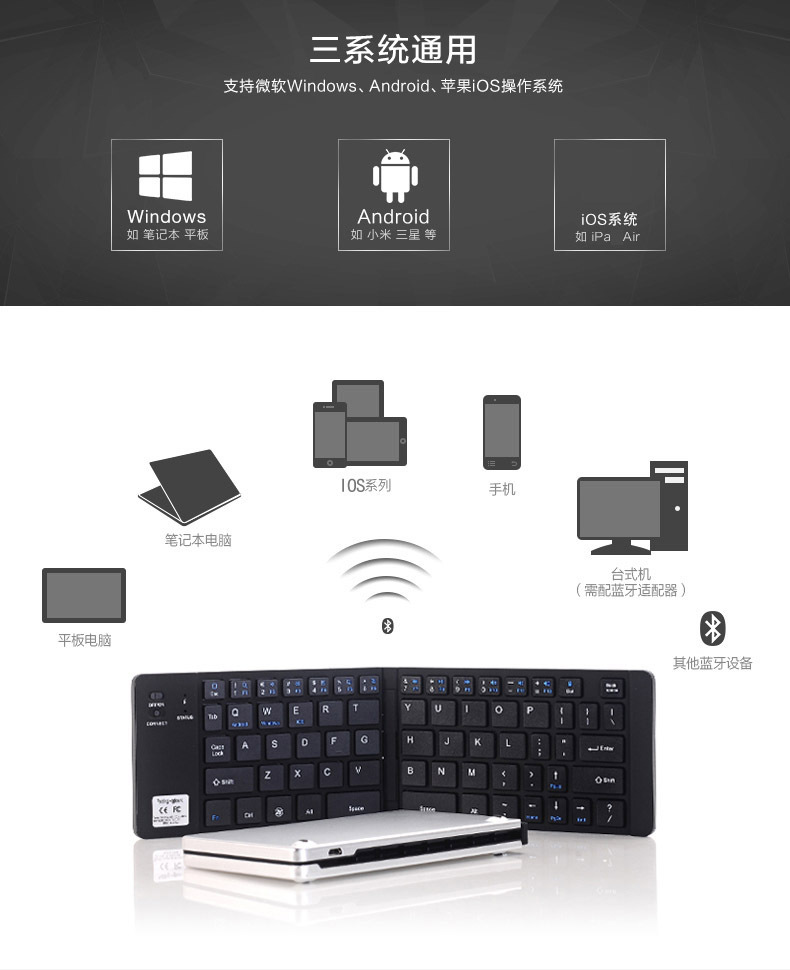 三系统通用
支持微软Windows、Android、苹果iOS操作系统
Windows
如 笔记本 平板
Android
如 小米 三星 等
iOS系统
如 iPa Air
IOS系列
手机
笔记本电脑
台式机
（需配蓝牙适配器）
平板电脑
其他蓝牙设备
Q W E R T
Y U I O P
Tab
A S D F G
H J K L
Caps Lock
Enter
Shift
Z X C V
B N M
Shift
Fn Ctrl Alt Space
Space Alt
CONNECT STATUS